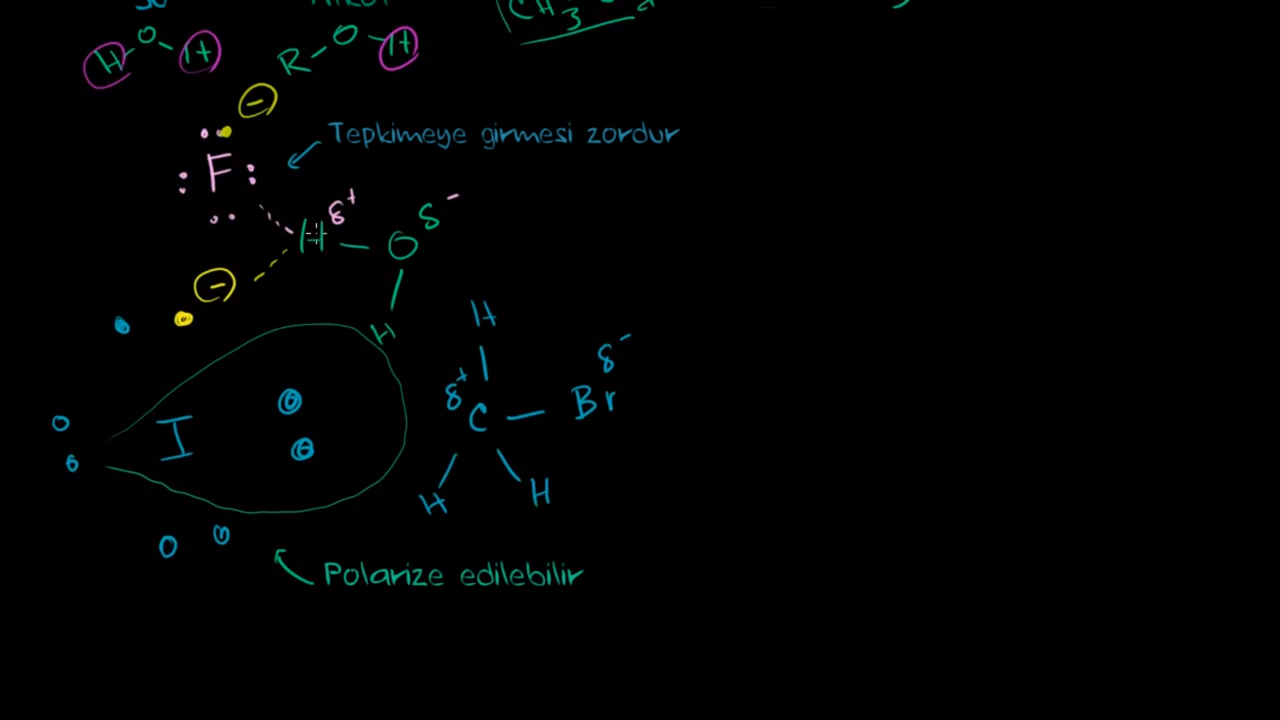 H O H R O H
−
Tepkimeye girmesi zordur
F
δ+ δ−
H O
−
H H
δ−
δ+
I C Br
H H
Polarize edilebilir